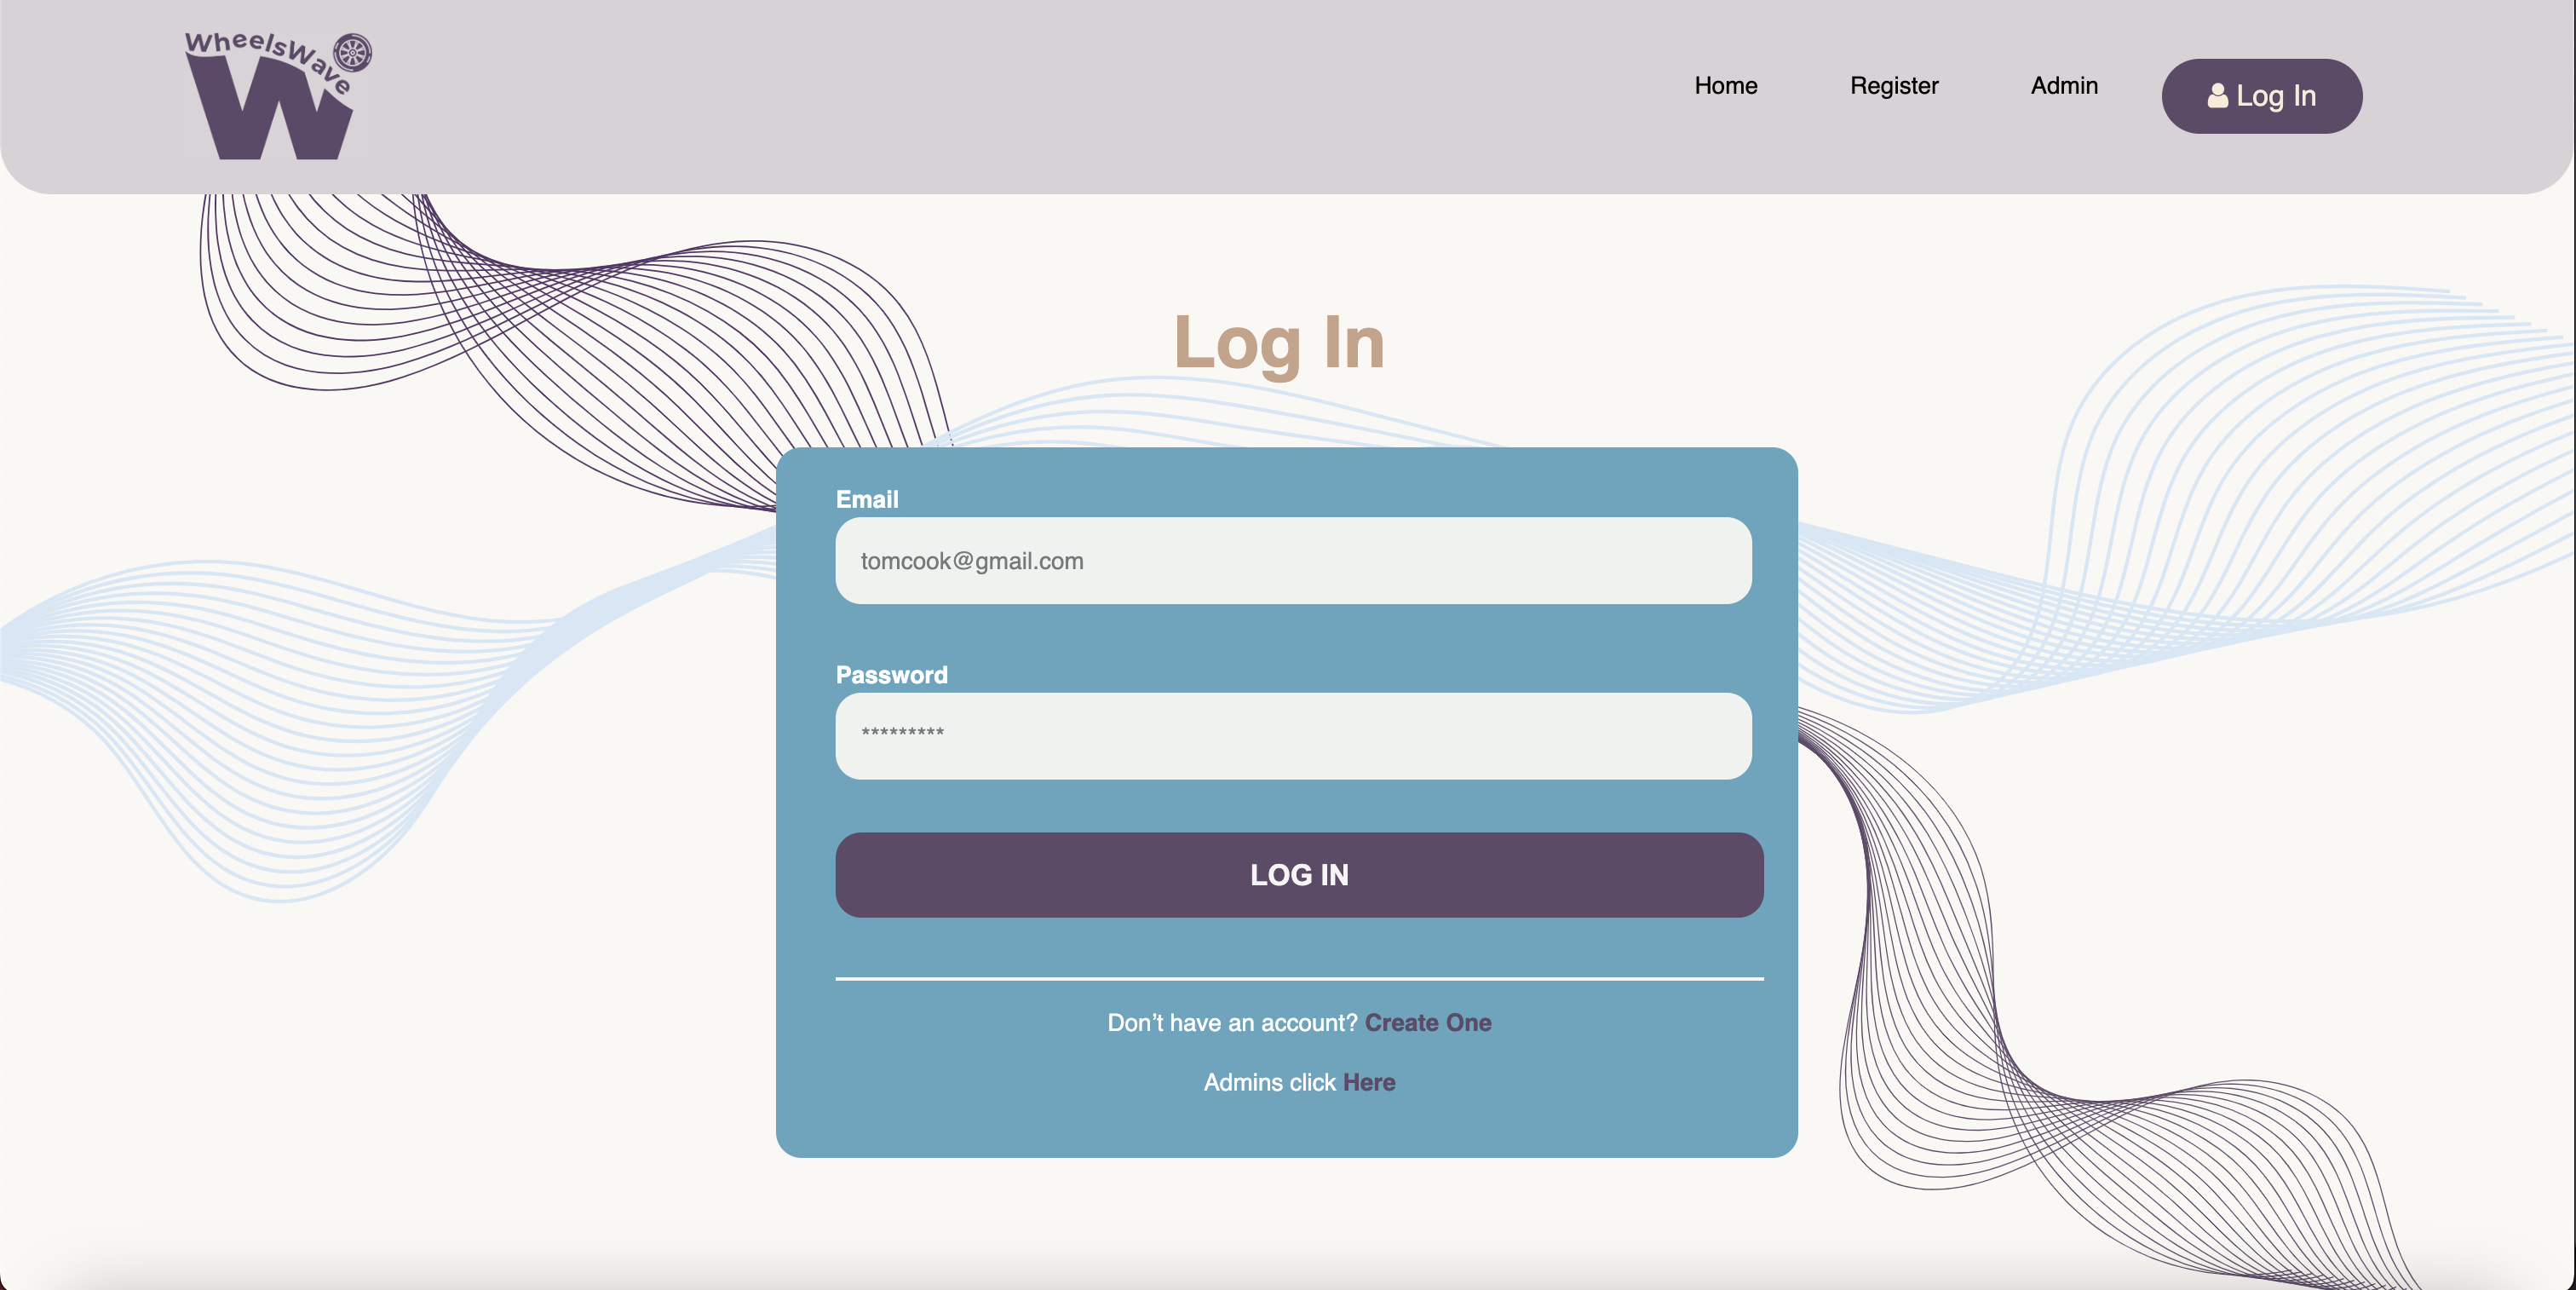 WheelsWave
W
Home Register Admin Log In
Log In
Email
tomcook@gmail.com
Password
*********
LOG IN
Don’t have an account? Create One
Admins click Here